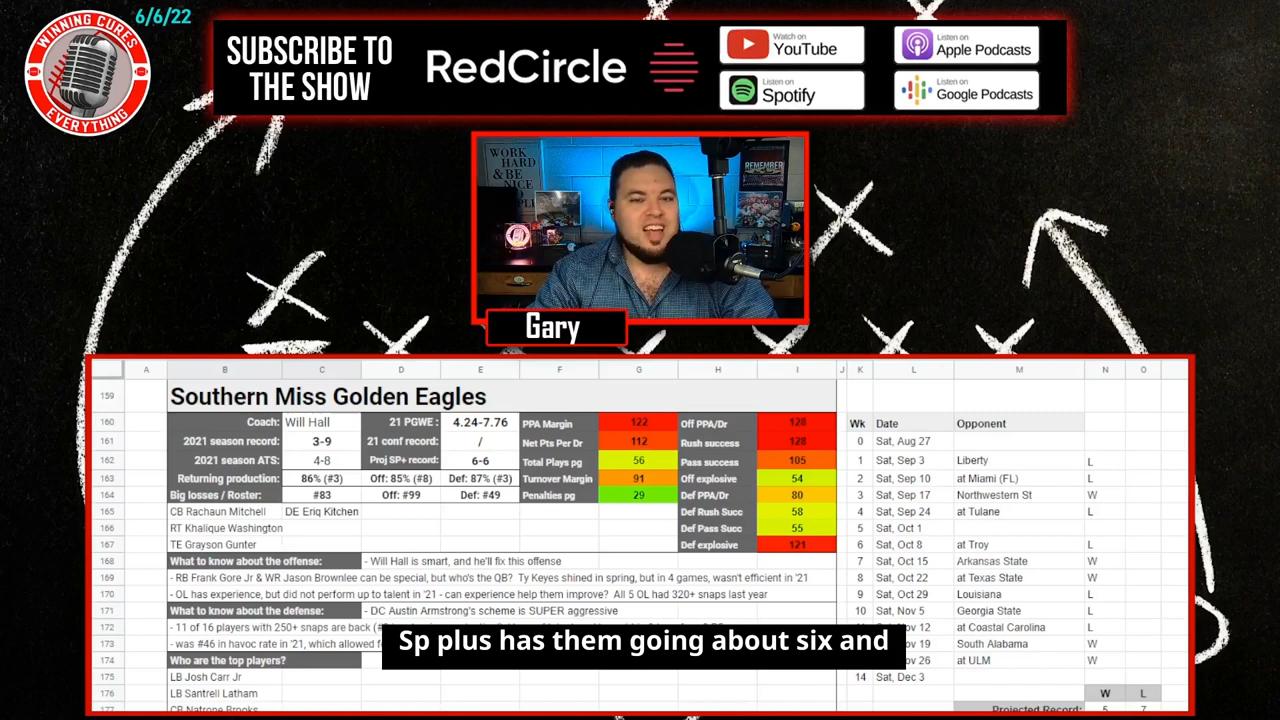 6/6/22
WINNING CURES
EVERYTHING
SUBSCRIBE TO
THE SHOW
RedCircle
Watch on
YouTube
Listen on
Apple Podcasts
Listen on
Spotify
Listen on
Google Podcasts
WORK
HARD
& BE
NICE
REMEMBER
Gary
A B C D E F G H I J K L M N O
159 Southern Miss Golden Eagles
160 Coach: Will Hall 21 PGWE : 4.24-7.76 PPA Margin 122 Off PPA/Dr 128 Wk Date Opponent
161 2021 season record: 3-9 21 conf record: / Net Pts Per Dr 112 Rush success 128 0 Sat, Aug 27
162 2021 season ATS: 4-8 Proj SP+ record: 6-6 Total Plays pg 56 Pass success 105 1 Sat, Sep 3 Liberty L
163 Returning production: 86% (#3) Off: 85% (#8) Def: 87% (#3) Turnover Margin 91 Off explosive 54 2 Sat, Sep 10 at Miami (FL) L
164 Big losses / Roster: #83 Off: #99 Def: #49 Penalties pg 29 Def PPA/Dr 80 3 Sat, Sep 17 Northwestern St W
165 CB Rachaun Mitchell DE Eriq Kitchen Def Rush Succ 58 4 Sat, Sep 24 at Tulane L
166 RT Khalique Washington Def Pass Succ 55 5 Sat, Oct 1
167 TE Grayson Gunter Def explosive 121 6 Sat, Oct 8 at Troy L
168 What to know about the offense: - Will Hall is smart, and he'll fix this offense 7 Sat, Oct 15 Arkansas State W
169 - RB Frank Gore Jr & WR Jason Brownlee can be special, but who's the QB? Ty Keyes shined in spring, but in 4 games, wasn't efficient in '21 8 Sat, Oct 22 at Texas State W
170 - OL has experience, but did not perform up to talent in '21 - can experience help them improve? All 5 OL had 320+ snaps last year 9 Sat, Oct 29 Louisiana L
171 What to know about the defense: - DC Austin Armstrong's scheme is SUPER aggressive 10 Sat, Nov 5 Georgia State L
172 - 11 of 16 players with 250+ snaps are back ov 12 at Coastal Carolina L
173 - was #46 in havoc rate in '21, which allowed ov 19 South Alabama W
174 Who are the top players? ov 26 at ULM W
175 LB Josh Carr Jr 14 Sat, Dec 3
176 LB Santrell Latham W L
177 CB Natrone Brooks Projected Record: 5 7
Sp plus has them going about six and